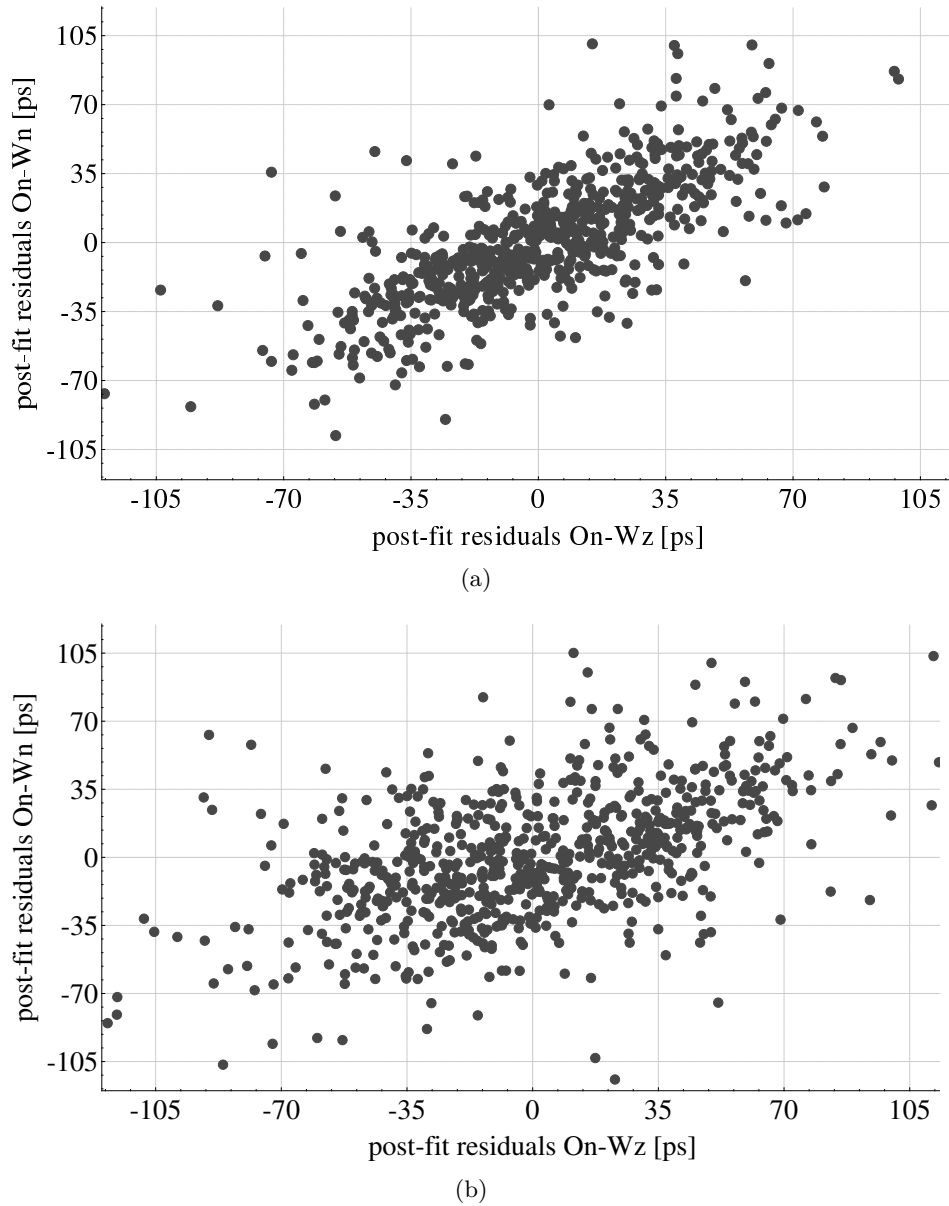 105
70
35
0
-35
-70
-105
post-fit residuals On-Wn [ps]
-105 -70 -35 0 35 70 105
post-fit residuals On-Wz [ps]
(a)
105
70
35
0
-35
-70
-105
post-fit residuals On-Wn [ps]
-105 -70 -35 0 35 70 105
post-fit residuals On-Wz [ps]
(b)